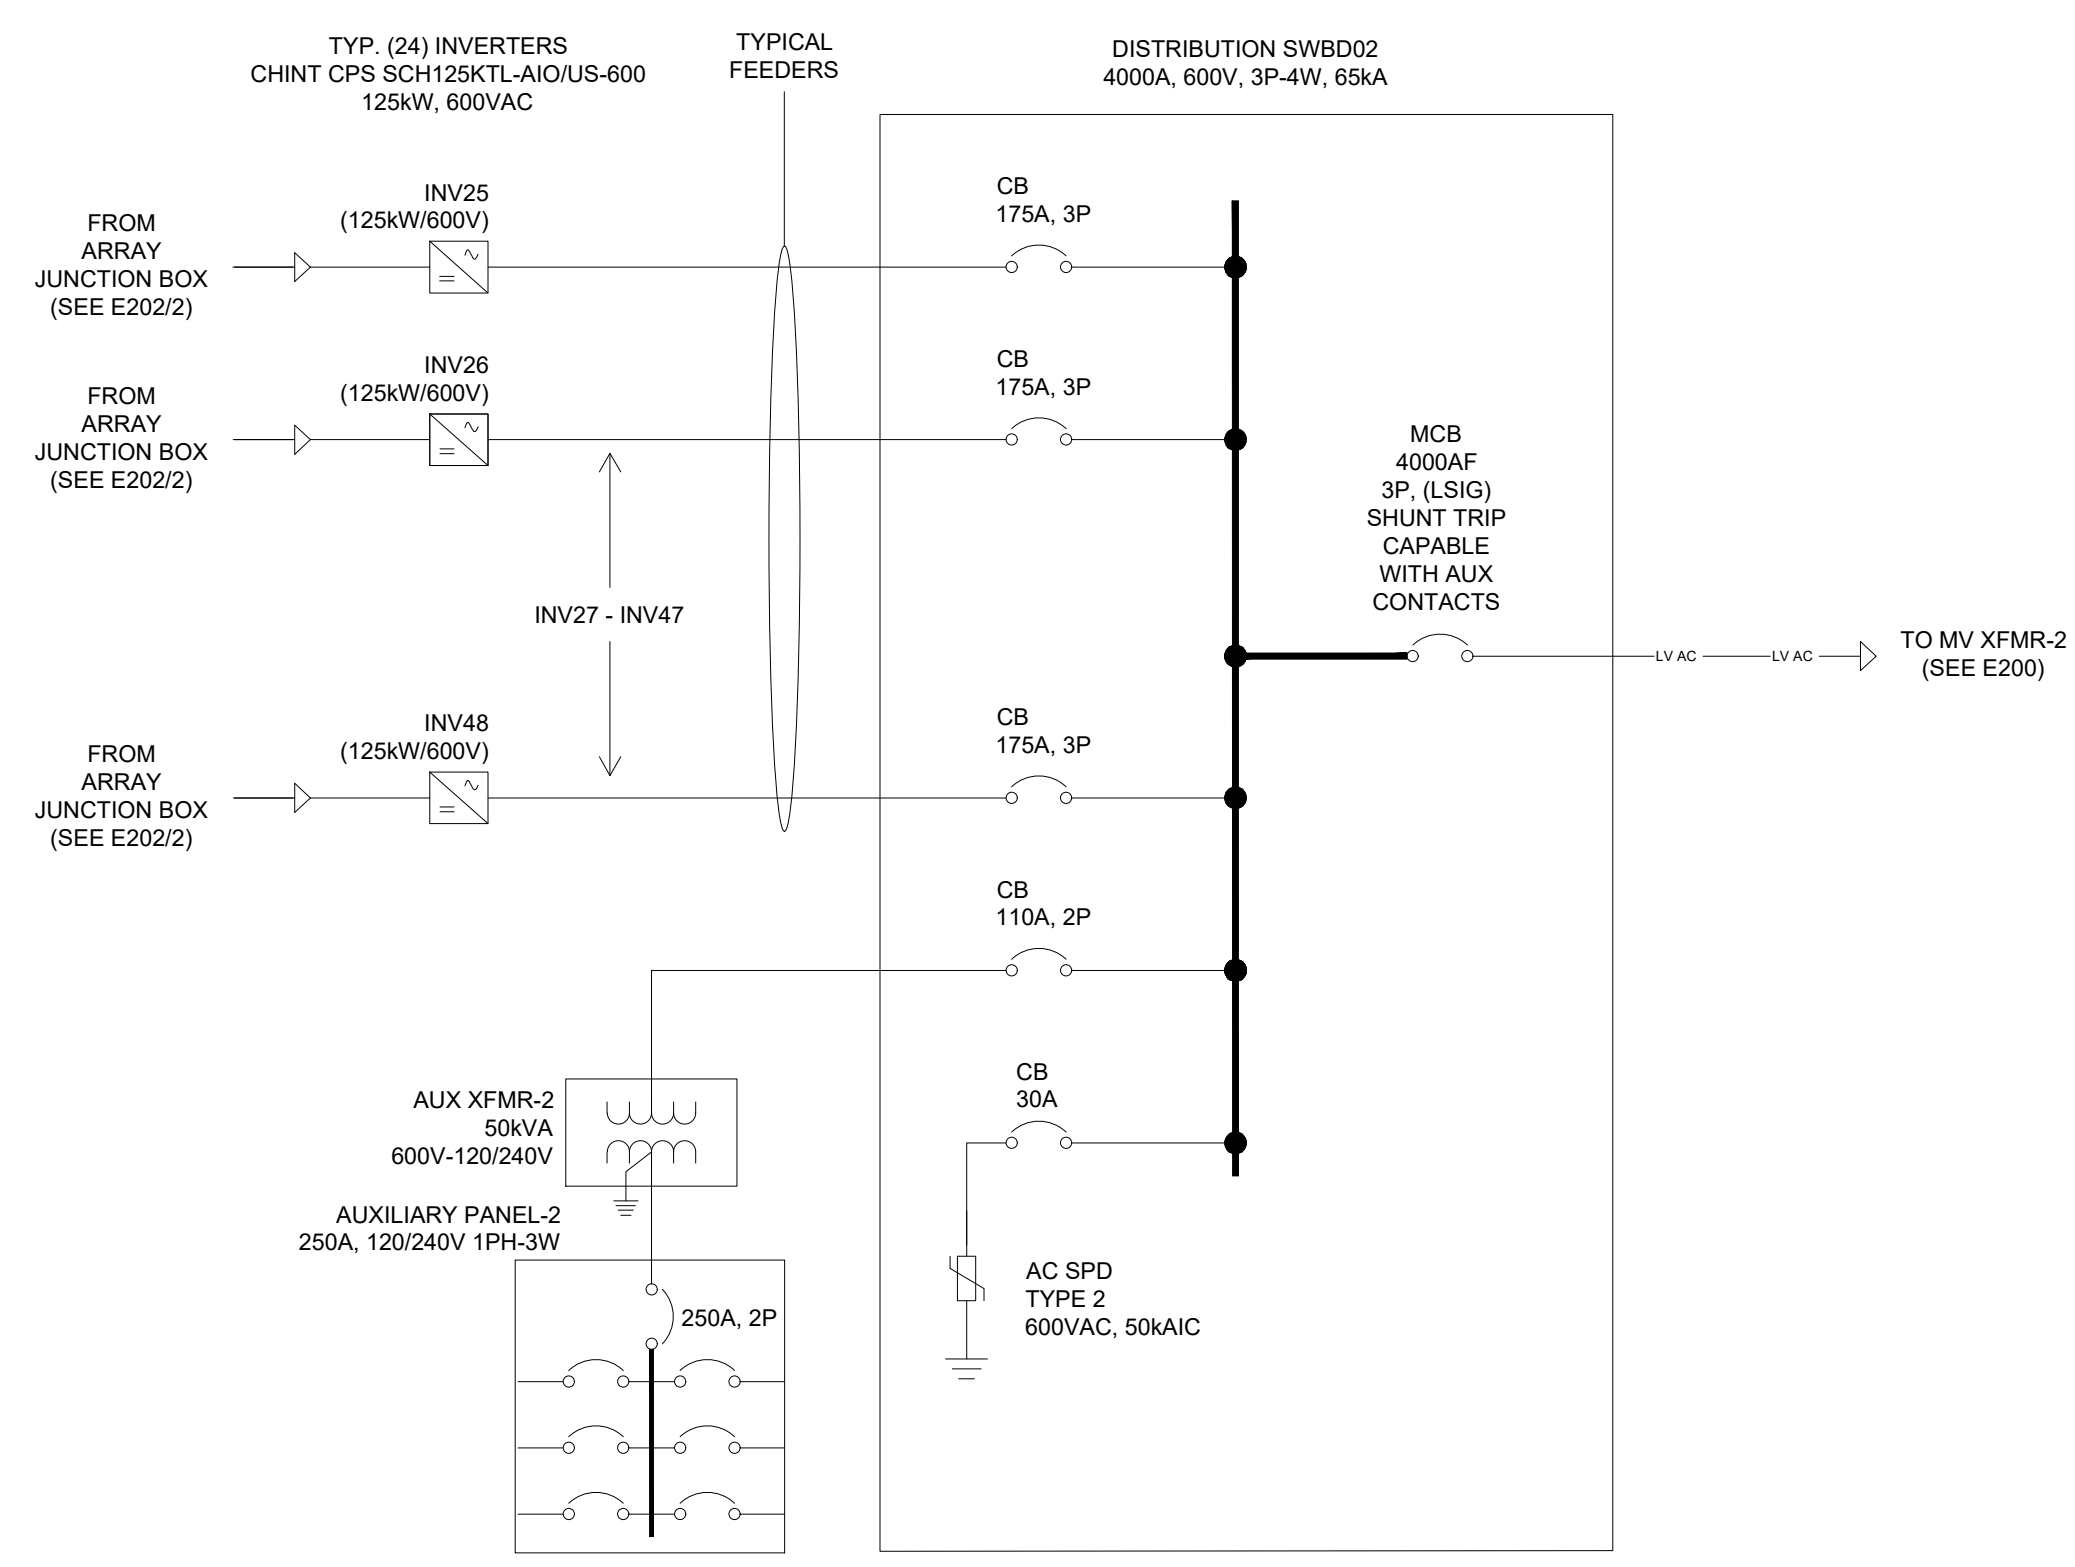 TYP. (24) INVERTERS
CHINT CPS SCH125KTL-AIO/US-600
125kW, 600VAC
TYPICAL
FEEDERS
DISTRIBUTION SWBD02
4000A, 600V, 3P-4W, 65kA
FROM
ARRAY
JUNCTION BOX
(SEE E202/2)
INV25
(125kW/600V)
CB
175A, 3P
FROM
ARRAY
JUNCTION BOX
(SEE E202/2)
INV26
(125kW/600V)
CB
175A, 3P
INV27 - INV47
MCB
4000AF
3P, (LSIG)
SHUNT TRIP
CAPABLE
WITH AUX
CONTACTS
LV AC
LV AC
TO MV XFMR-2
(SEE E200)
FROM
ARRAY
JUNCTION BOX
(SEE E202/2)
INV48
(125kW/600V)
CB
175A, 3P
CB
110A, 2P
CB
30A
AUX XFMR-2
50kVA
600V-120/240V
AUXILIARY PANEL-2
250A, 120/240V 1PH-3W
250A, 2P
AC SPD
TYPE 2
600VAC, 50kAIC